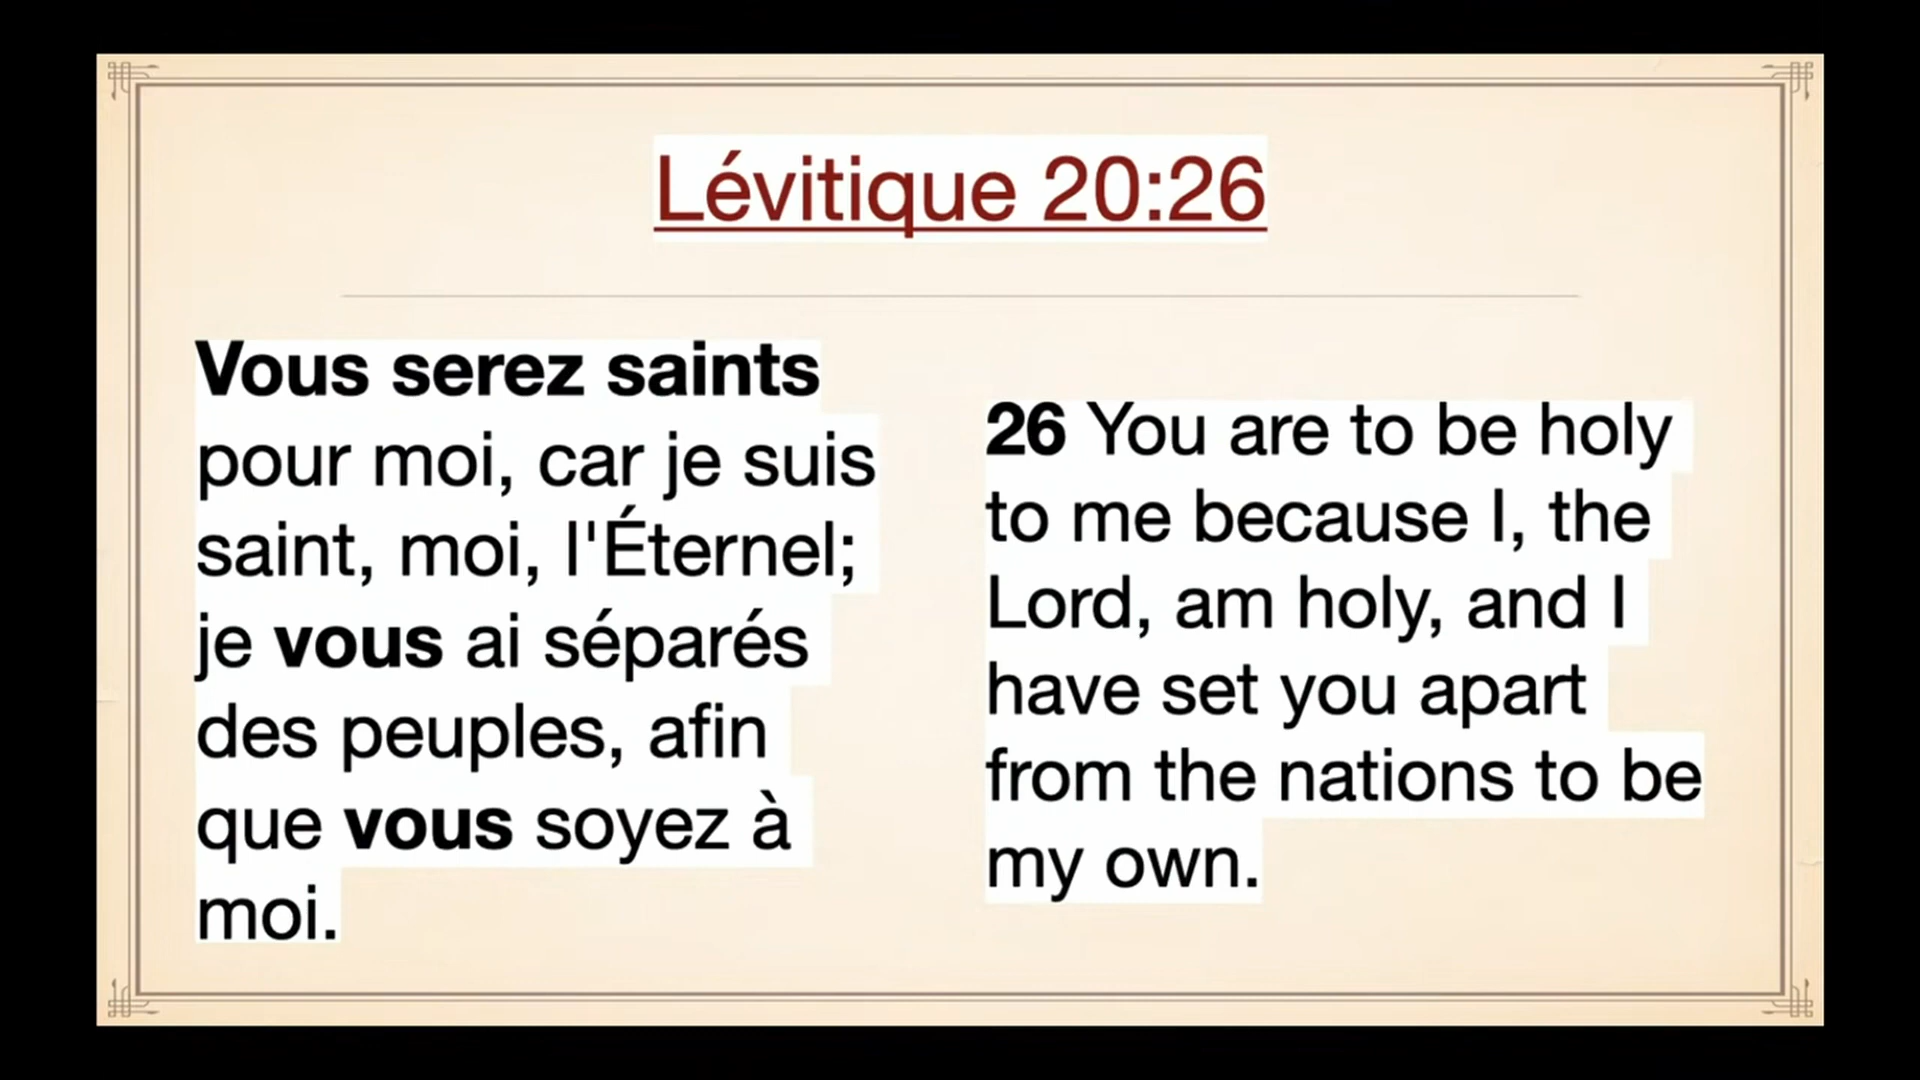 Lévitique 20:26
Vous serez saints
pour moi, car je suis
saint, moi, l'Éternel;
je vous ai séparés
des peuples, afin
que vous soyez à
moi.
26 You are to be holy
to me because I, the
Lord, am holy, and I
have set you apart
from the nations to be
my own.